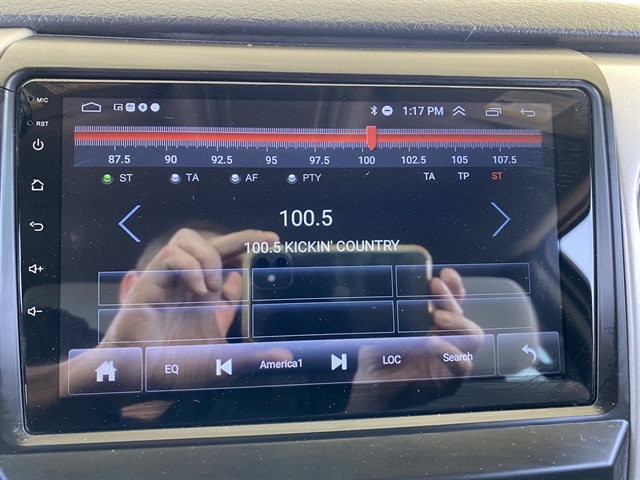 MIC
1:17 PM
RST
87.5 90 92.5 95 97.5 100 102.5 105 107.5
ST TA AF PTY TA TP ST
100.5
100.5 KICKIN' COUNTRY
EQ America1 LOC Search